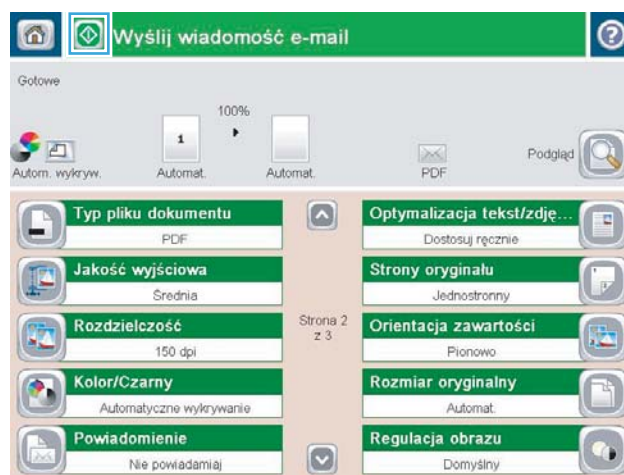 Wyślij wiadomość e-mail
?
Gotowe
100%
1
Autom. wykryw.
Automat.
Automat.
PDF
Podgląd
Typ pliku dokumentu
PDF
Jakość wyjściowa
Średnia
Rozdzielczość
150 dpi
Kolor/Czarny
Automatyczne wykrywanie
Powiadomienie
Nie powiadamiaj
Strona 2
z 3
Optymalizacja tekst/zdję...
Dostosuj ręcznie
Strony oryginału
Jednostronny
Orientacja zawartości
Pionowo
Rozmiar oryginalny
Automat.
Regulacja obrazu
Domyślny